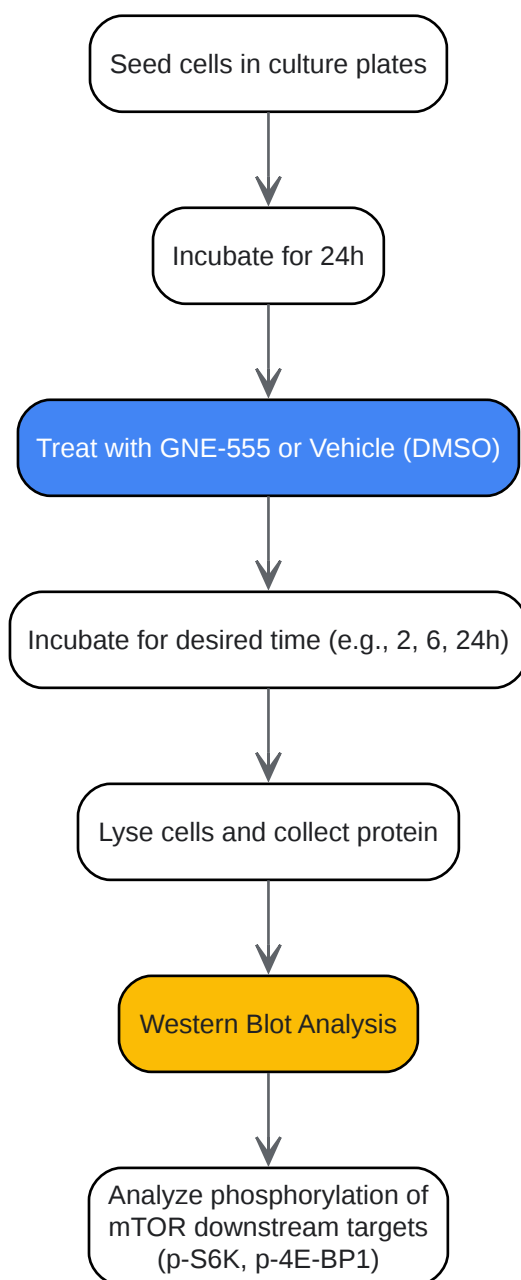 Seed cells in culture plates
Incubate for 24h
Treat with GNE-555 or Vehicle (DMSO)
Incubate for desired time (e.g., 2, 6, 24h)
Lyse cells and collect protein
Western Blot Analysis
Analyze phosphorylation of
mTOR downstream targets
(p-S6K, p-4E-BP1)